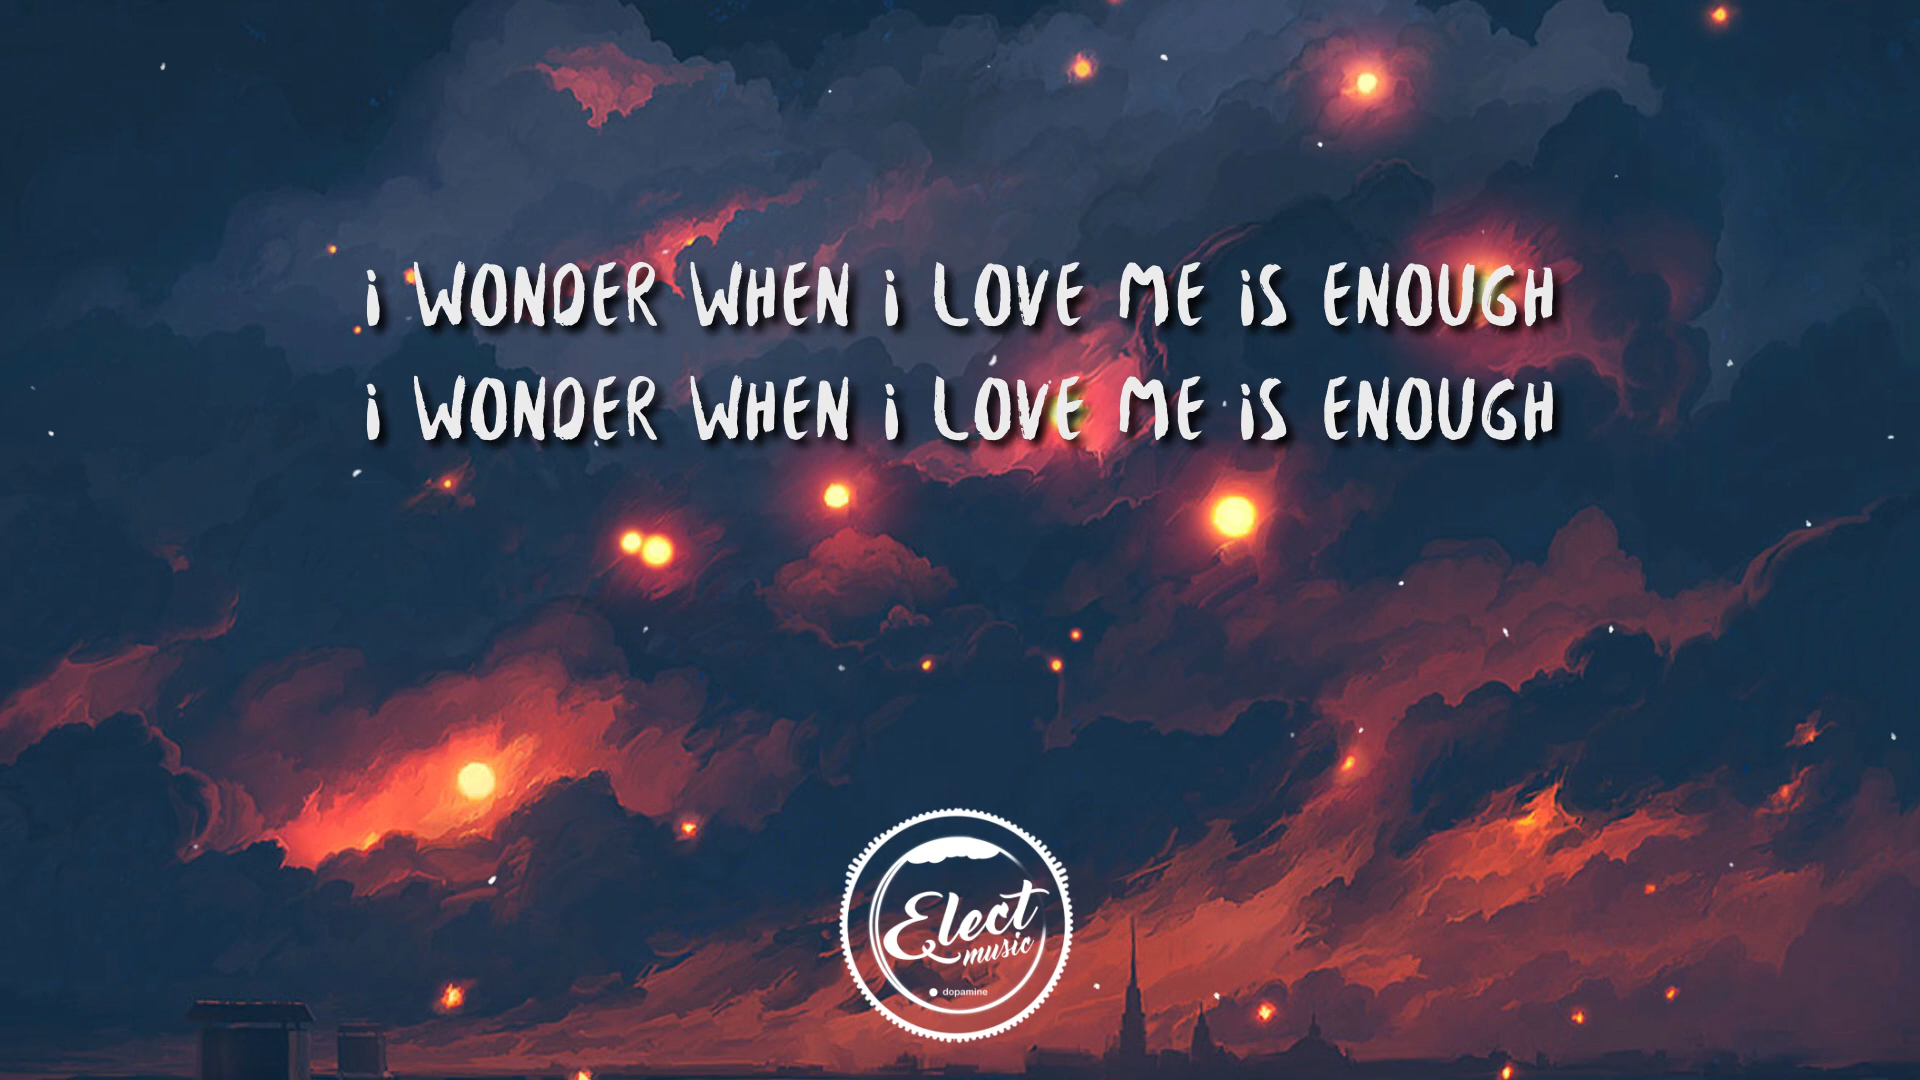 i WONDER WHEN i LOVE ME iS ENOUGH
i WONDER WHEN i LOVE ME iS ENOUGH
Elect
music
dopamine